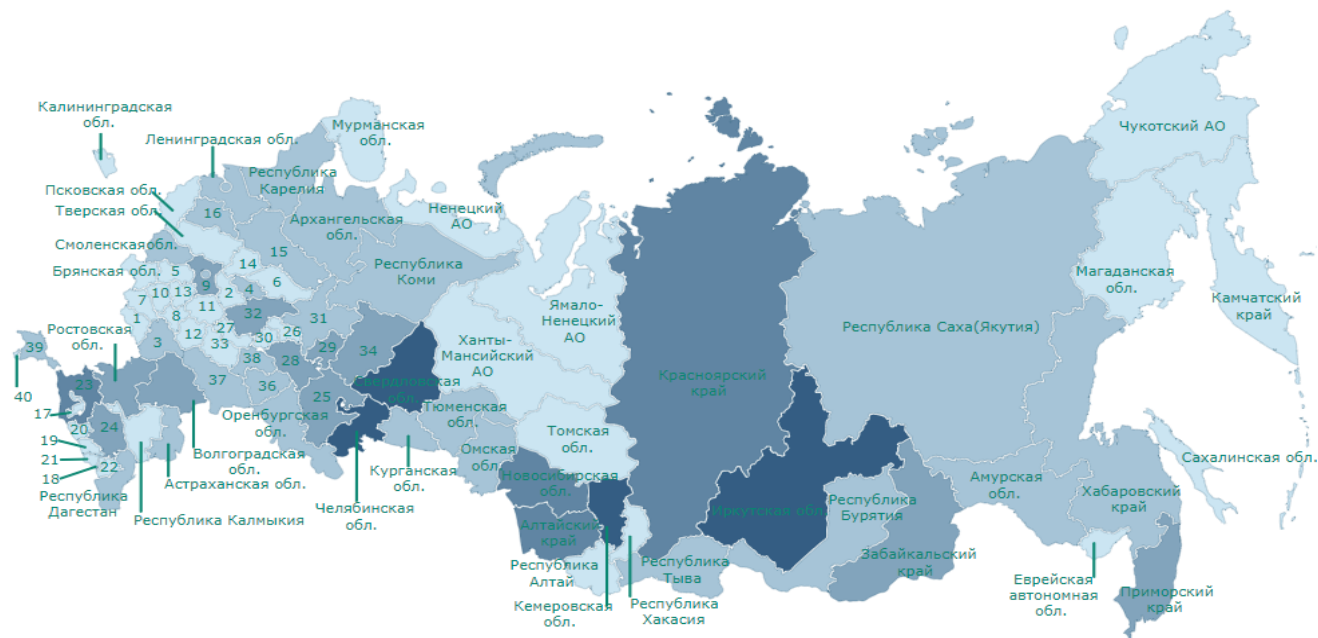 Калининградская
обл.
Ленинградская обл.
Мурманская
обл.
Чукотский АО
Республика
Карелия
Псковская обл.
Тверская обл.
Ненецкий
АО
16
Архангельская
обл.
Смоленскаяобл.
15
Республика
Коми
Брянская обл.
5
14
9
6
2
4
7
10
13
11
32
31
1
8
12
27
33
30
26
Магаданская
обл.
Камчатский
край
Ямало-
Ненецкий
АО
Республика Саха(Якутия)
Ханты-
Мансийский
АО
Ростовская
обл.
39
3
38
28
29
34
40
23
37
36
25
Свердловская
обл.
Красноярский
край
17
20
24
Оренбургская
обл.
Тюменская
обл.
Томская
обл.
19
21
18
22
Волгоградская
обл.
Астраханская обл.
Курганская
обл.
Омская
обл.
Новосибирская
обл.
Сахалинская обл.
Амурская
обл.
Хабаровский
край
Республика
Дагестан
Республика Калмыкия
Челябинская
обл.
Алтайский
край
Иркутская обл.
Республика
Бурятия
Забайкальский
край
Республика
Алтай
Республика
Тыва
Кемеровская
обл.
Республика
Хакасия
Еврейская
автономная
обл.
Приморский
край